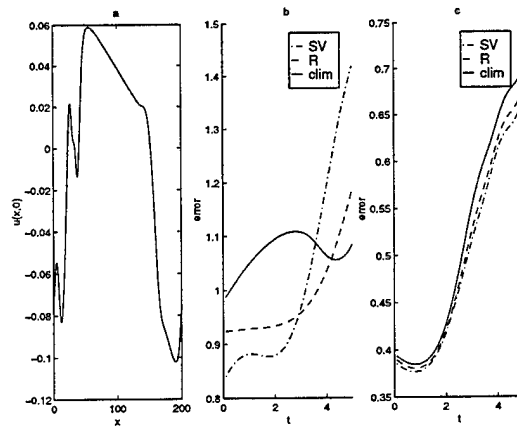 a
0.06
0.04
0.02
0
-0.02
-0.04
-0.06
-0.08
-0.1
-0.12
u(x,0)
0
100
200
x
b
1.5
1.4
1.3
1.2
1.1
1
0.9
0.8
error
0
2
4
t
SV
R
clim
c
0.75
0.7
0.65
0.6
0.55
0.5
0.45
0.4
0.35
error
0
2
4
t
SV
R
clim